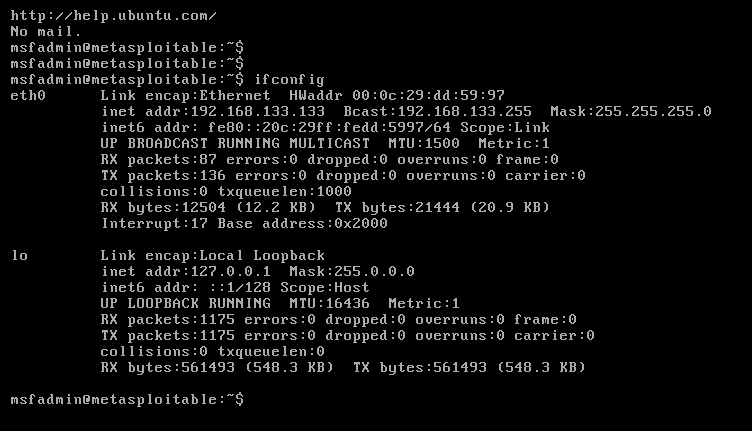 http://help.ubuntu.com/
No mail.
msfadmin@metasploitable:~$
msfadmin@metasploitable:~$
msfadmin@metasploitable:~$ ifconfig
eth0      Link encap:Ethernet  HWaddr 00:0c:29:dd:59:97
          inet addr:192.168.133.133  Bcast:192.168.133.255  Mask:255.255.255.0
          inet6 addr: fe80::20c:29ff:fedd:5997/64 Scope:Link
          UP BROADCAST RUNNING MULTICAST  MTU:1500  Metric:1
          RX packets:87 errors:0 dropped:0 overruns:0 frame:0
          TX packets:136 errors:0 dropped:0 overruns:0 carrier:0
          collisions:0 txqueuelen:1000
          RX bytes:12504 (12.2 KB)  TX bytes:21444 (20.9 KB)
          Interrupt:17 Base address:0x2000

lo        Link encap:Local Loopback
          inet addr:127.0.0.1  Mask:255.0.0.0
          inet6 addr: ::1/128 Scope:Host
          UP LOOPBACK RUNNING  MTU:16436  Metric:1
          RX packets:1175 errors:0 dropped:0 overruns:0 frame:0
          TX packets:1175 errors:0 dropped:0 overruns:0 carrier:0
          collisions:0 txqueuelen:0
          RX bytes:561493 (548.3 KB)  TX bytes:561493 (548.3 KB)

msfadmin@metasploitable:~$